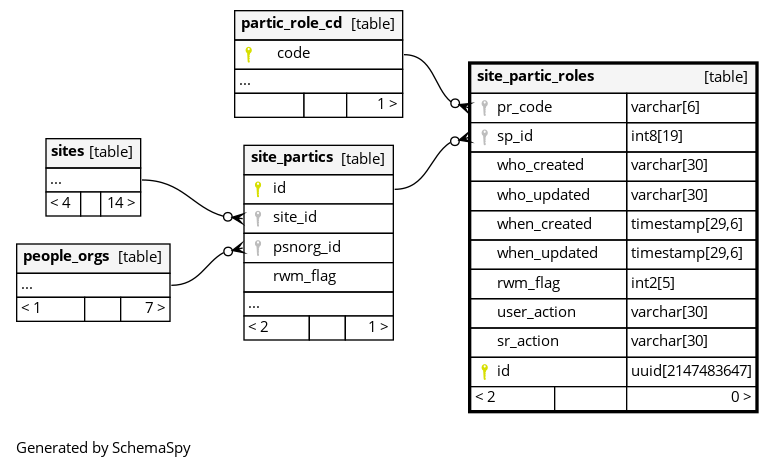 partic_role_cd [table]
code
...
1 >
sites [table]
...
< 4 14 >
people_orgs [table]
...
< 1 7 >
site_partics [table]
id
site_id
psnorg_id
rwm_flag
...
< 2 1 >
site_partic_roles [table]
pr_code varchar[6]
sp_id int8[19]
who_created varchar[30]
who_updated varchar[30]
when_created timestamp[29,6]
when_updated timestamp[29,6]
rwm_flag int2[5]
user_action varchar[30]
sr_action varchar[30]
id uuid[2147483647]
< 2 0 >
Generated by SchemaSpy